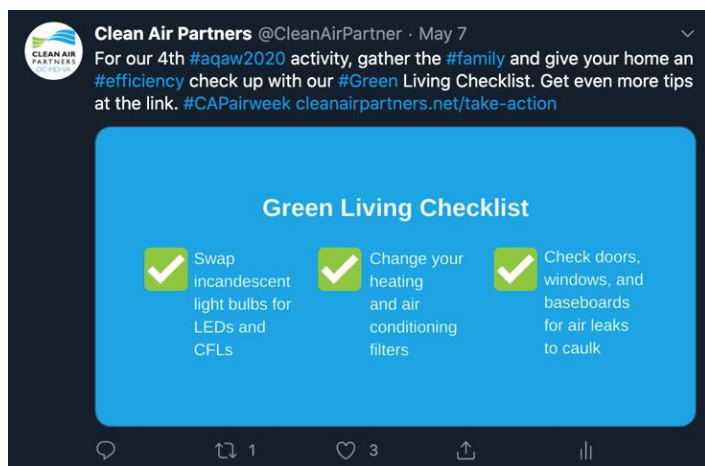 Clean Air Partners @CleanAirPartner · May 7
For our 4th #aqaw2020 activity, gather the #family and give your home an
#efficiency check up with our #Green Living Checklist. Get even more tips
at the link. #CAPairweek cleanairpartners.net/take-action
CLEAN AIR
PARTNERS
DC-MD-VA
Green Living Checklist
Swap
incandescent
light bulbs for
LEDs and
CFLs
Change your
heating
and air
conditioning
filters
Check doors,
windows, and
baseboards
for air leaks
to caulk
1
3